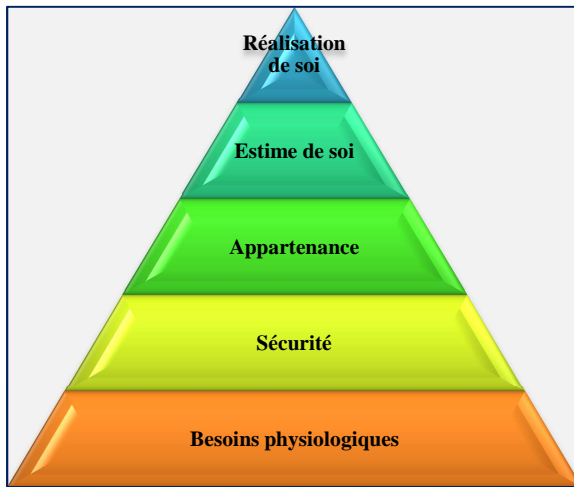 Réalisation
de soi
Estime de soi
Appartenance
Sécurité
Besoins physiologiques